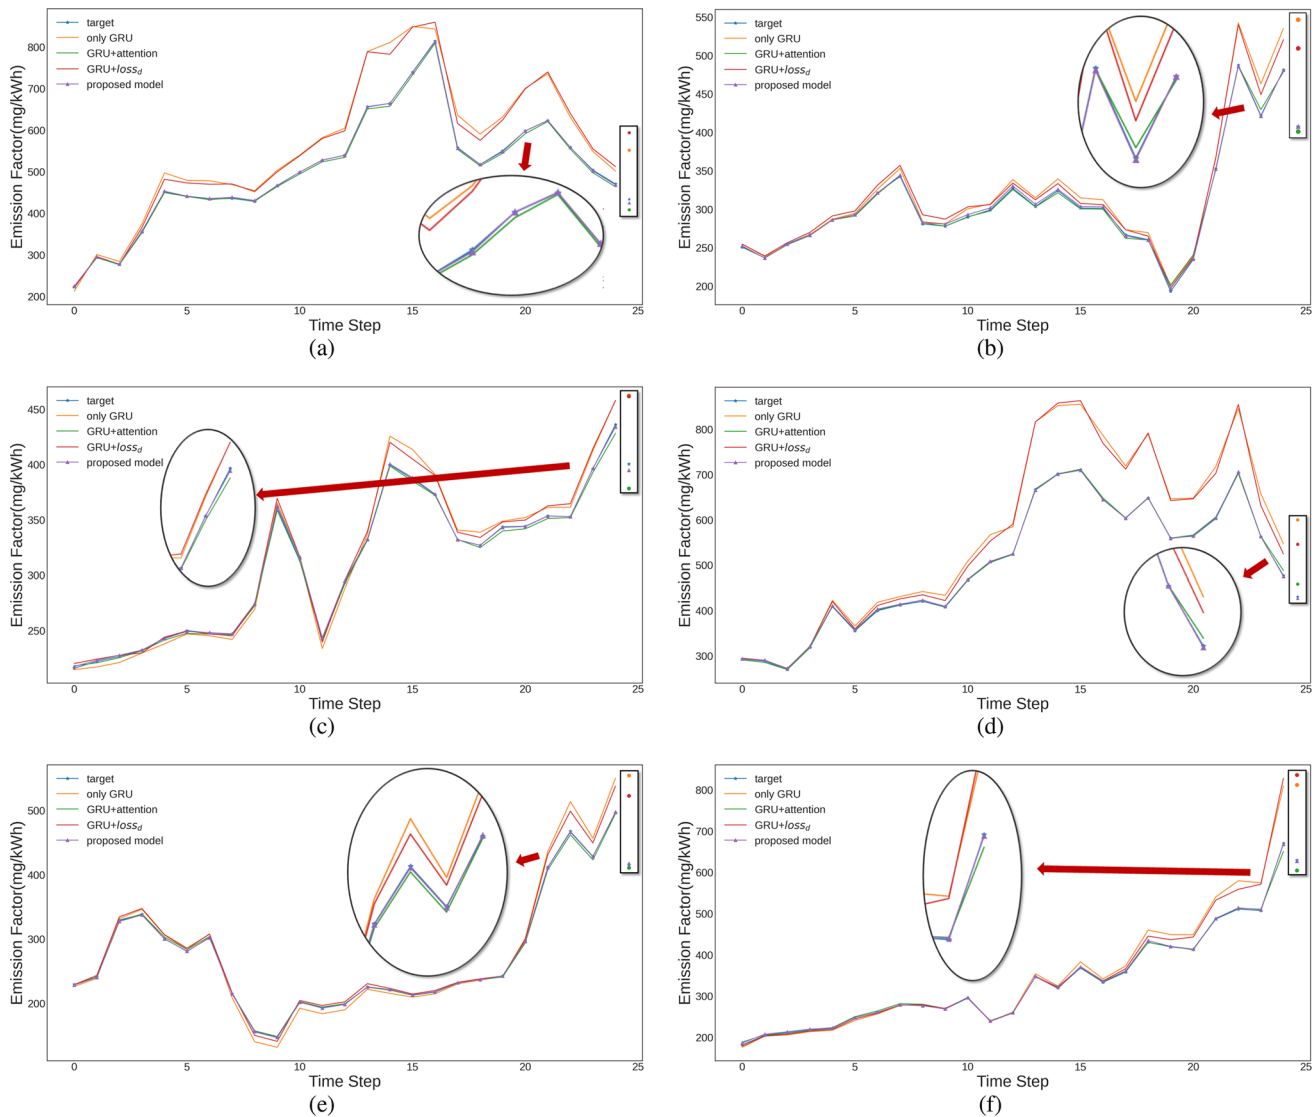 target
only GRU
GRU+attention
GRU+loss_d
proposed model
800
700
600
500
400
300
200
0 5 10 15 20 25
Emission Factor(mg/kWh)
Time Step
(a)
target
only GRU
GRU+attention
GRU+loss_d
proposed model
550
500
450
400
350
300
250
200
0 5 10 15 20 25
Emission Factor(mg/kWh)
Time Step
(b)
target
only GRU
GRU+attention
GRU+loss_d
proposed model
450
400
350
300
250
0 5 10 15 20 25
Emission Factor(mg/kWh)
Time Step
(c)
target
only GRU
GRU+attention
GRU+loss_d
proposed model
800
700
600
500
400
300
0 5 10 15 20 25
Emission Factor(mg/kWh)
Time Step
(d)
target
only GRU
GRU+attention
GRU+loss_d
proposed model
500
400
300
200
0 5 10 15 20 25
Emission Factor(mg/kWh)
Time Step
(e)
target
only GRU
GRU+attention
GRU+loss_d
proposed model
800
700
600
500
400
300
200
0 5 10 15 20 25
Emission Factor(mg/kWh)
Time Step
(f)